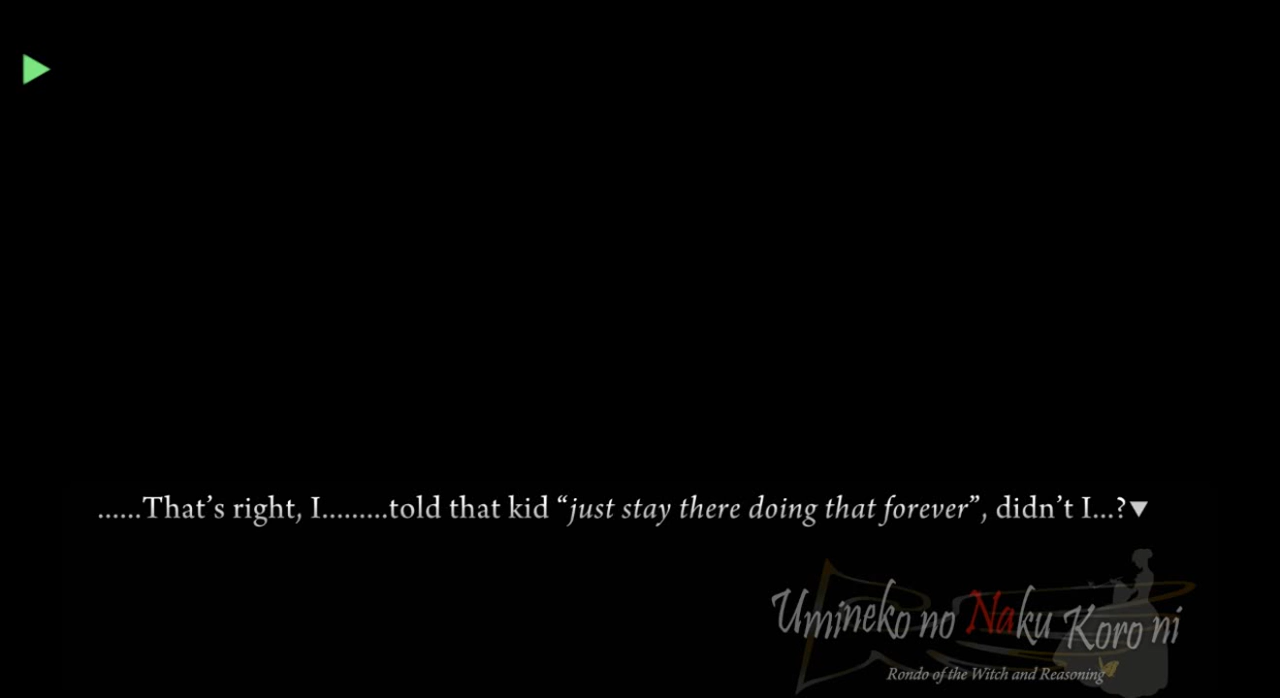 ......That’s right, I.........told that kid “just stay there doing that forever”, didn’t I...?
Umineko no Naku Koro ni
Rondo of the Witch and Reasoning